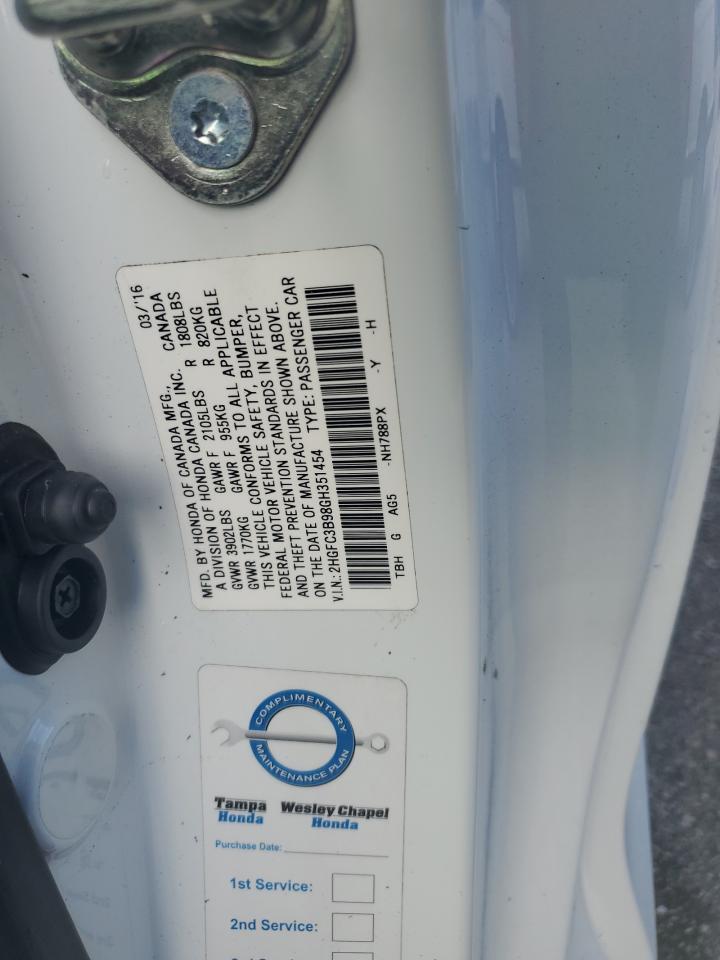 MFD. BY HONDA OF CANADA MFG., 03/'16
A DIVISION OF HONDA CANADA INC. CANADA
GVWR 3902LBS GAWR F 2105LBS R 1808LBS
GVWR 1770KG GAWR F 955KG R 820KG
THIS VEHICLE CONFORMS TO ALL APPLICABLE
FEDERAL MOTOR VEHICLE SAFETY, BUMPER,
AND THEFT PREVENTION STANDARDS IN EFFECT
ON THE DATE OF MANUFACTURE SHOWN ABOVE.
V.I.N.: 2HGFC3B98GH351454 TYPE: PASSENGER CAR
TBH G AG5 -NH788PX -Y -H
COMPLIMENTARY
MAINTENANCE PLAN
Tampa Wesley Chapel
Honda Honda
Purchase Date:
1st Service:
2nd Service: